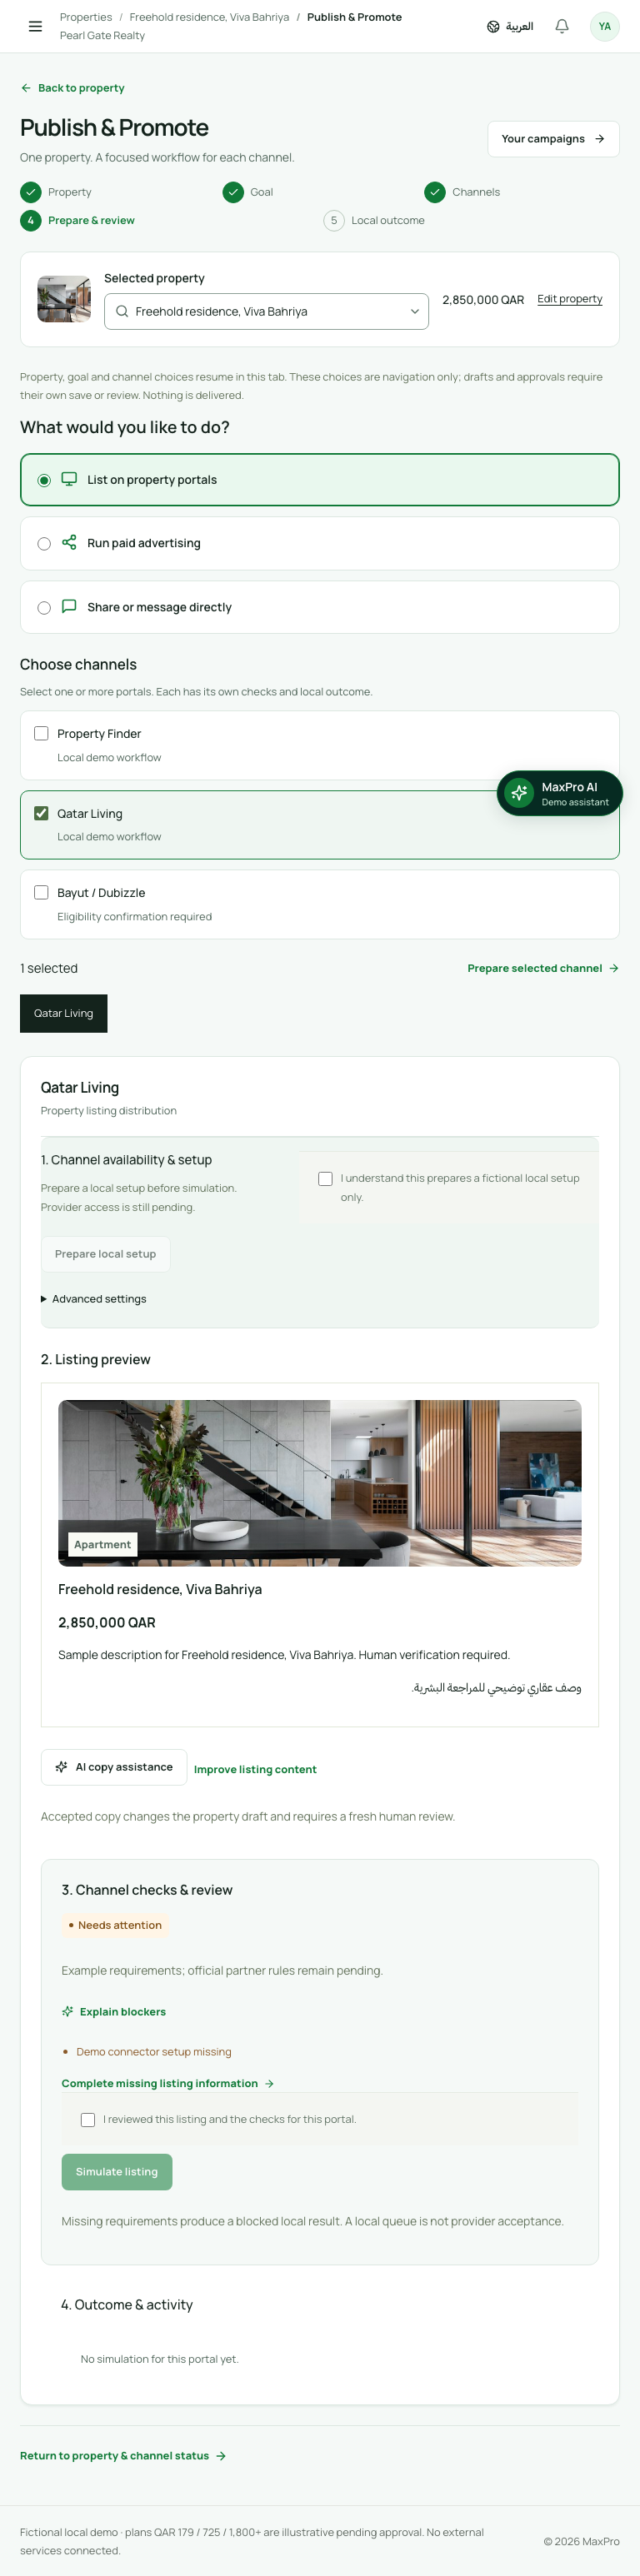 Properties / Freehold residence, Viva Bahriya / Publish & Promote
Pearl Gate Realty
العربية
YA
Back to property
Publish & Promote
One property. A focused workflow for each channel.
Your campaigns
Property
Goal
Channels
4 Prepare & review
5 Local outcome
Selected property
Freehold residence, Viva Bahriya
2,850,000 QAR
Edit property
Property, goal and channel choices resume in this tab. These choices are navigation only; drafts and approvals require
their own save or review. Nothing is delivered.
What would you like to do?
List on property portals
Run paid advertising
Share or message directly
Choose channels
Select one or more portals. Each has its own checks and local outcome.
Property Finder
Local demo workflow
Qatar Living
Local demo workflow
MaxPro AI
Demo assistant
Bayut / Dubizzle
Eligibility confirmation required
1 selected
Prepare selected channel
Qatar Living
Qatar Living
Property listing distribution
1. Channel availability & setup
Prepare a local setup before simulation.
Provider access is still pending.
I understand this prepares a fictional local setup
only.
Prepare local setup
Advanced settings
2. Listing preview
Apartment
Freehold residence, Viva Bahriya
2,850,000 QAR
Sample description for Freehold residence, Viva Bahriya. Human verification required.
وصف عقاري توضيحي للمراجعة البشرية.
AI copy assistance
Improve listing content
Accepted copy changes the property draft and requires a fresh human review.
3. Channel checks & review
Needs attention
Example requirements; official partner rules remain pending.
Explain blockers
Demo connector setup missing
Complete missing listing information
I reviewed this listing and the checks for this portal.
Simulate listing
Missing requirements produce a blocked local result. A local queue is not provider acceptance.
4. Outcome & activity
No simulation for this portal yet.
Return to property & channel status
Fictional local demo · plans QAR 179 / 725 / 1,800+ are illustrative pending approval. No external
services connected.
© 2026 MaxPro